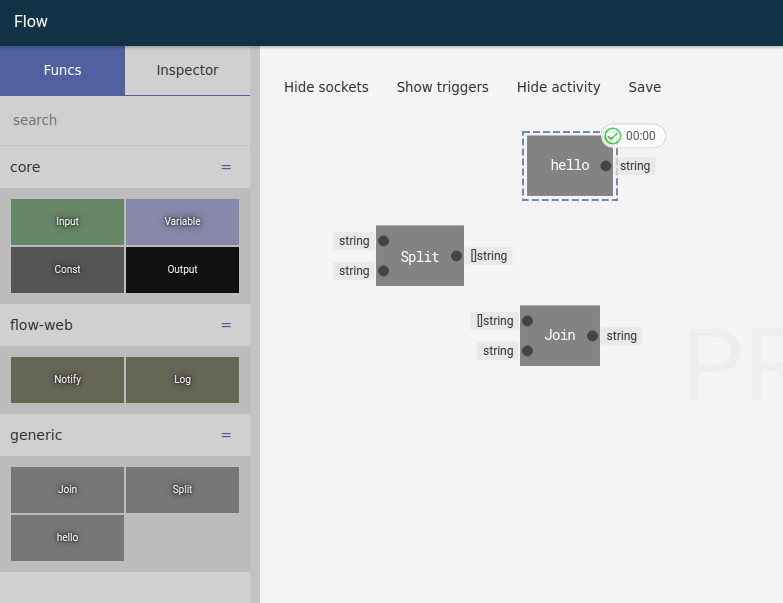 Flow
Funcs Inspector
search
core =
Input Variable
Const Output
flow-web =
Notify Log
generic =
Join Split
hello
Hide sockets Show triggers Hide activity Save
00:00
hello string
string
Split []string
string
[]string
Join string
string
PR